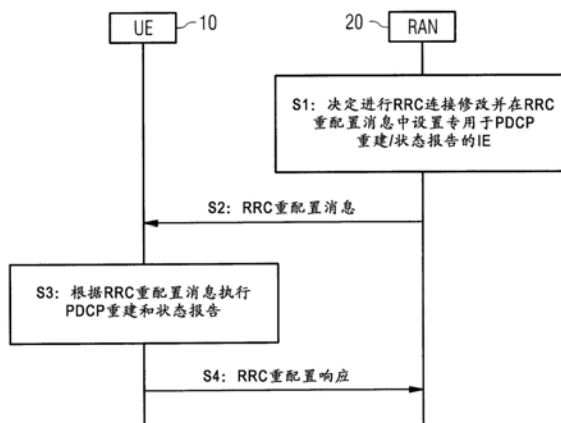 UE
10
20
RAN
S1: 决定进行RRC连接修改并在RRC
重配置消息中设置专用于PDCP
重建/状态报告的IE
S2: RRC重配置消息
S3: 根据RRC重配置消息执行
PDCP重建和状态报告
S4: RRC重配置响应